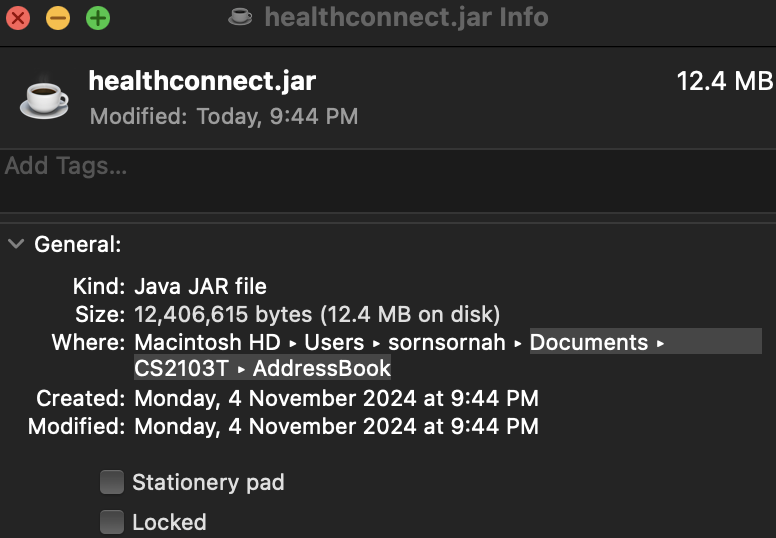 healthconnect.jar Info
healthconnect.jar 12.4 MB
Modified: Today, 9:44 PM
Add Tags...
General:
Kind: Java JAR file
Size: 12,406,615 bytes (12.4 MB on disk)
Where: Macintosh HD ▸ Users ▸ sornsornah ▸ Documents ▸
CS2103T ▸ AddressBook
Created: Monday, 4 November 2024 at 9:44 PM
Modified: Monday, 4 November 2024 at 9:44 PM
Stationery pad
Locked